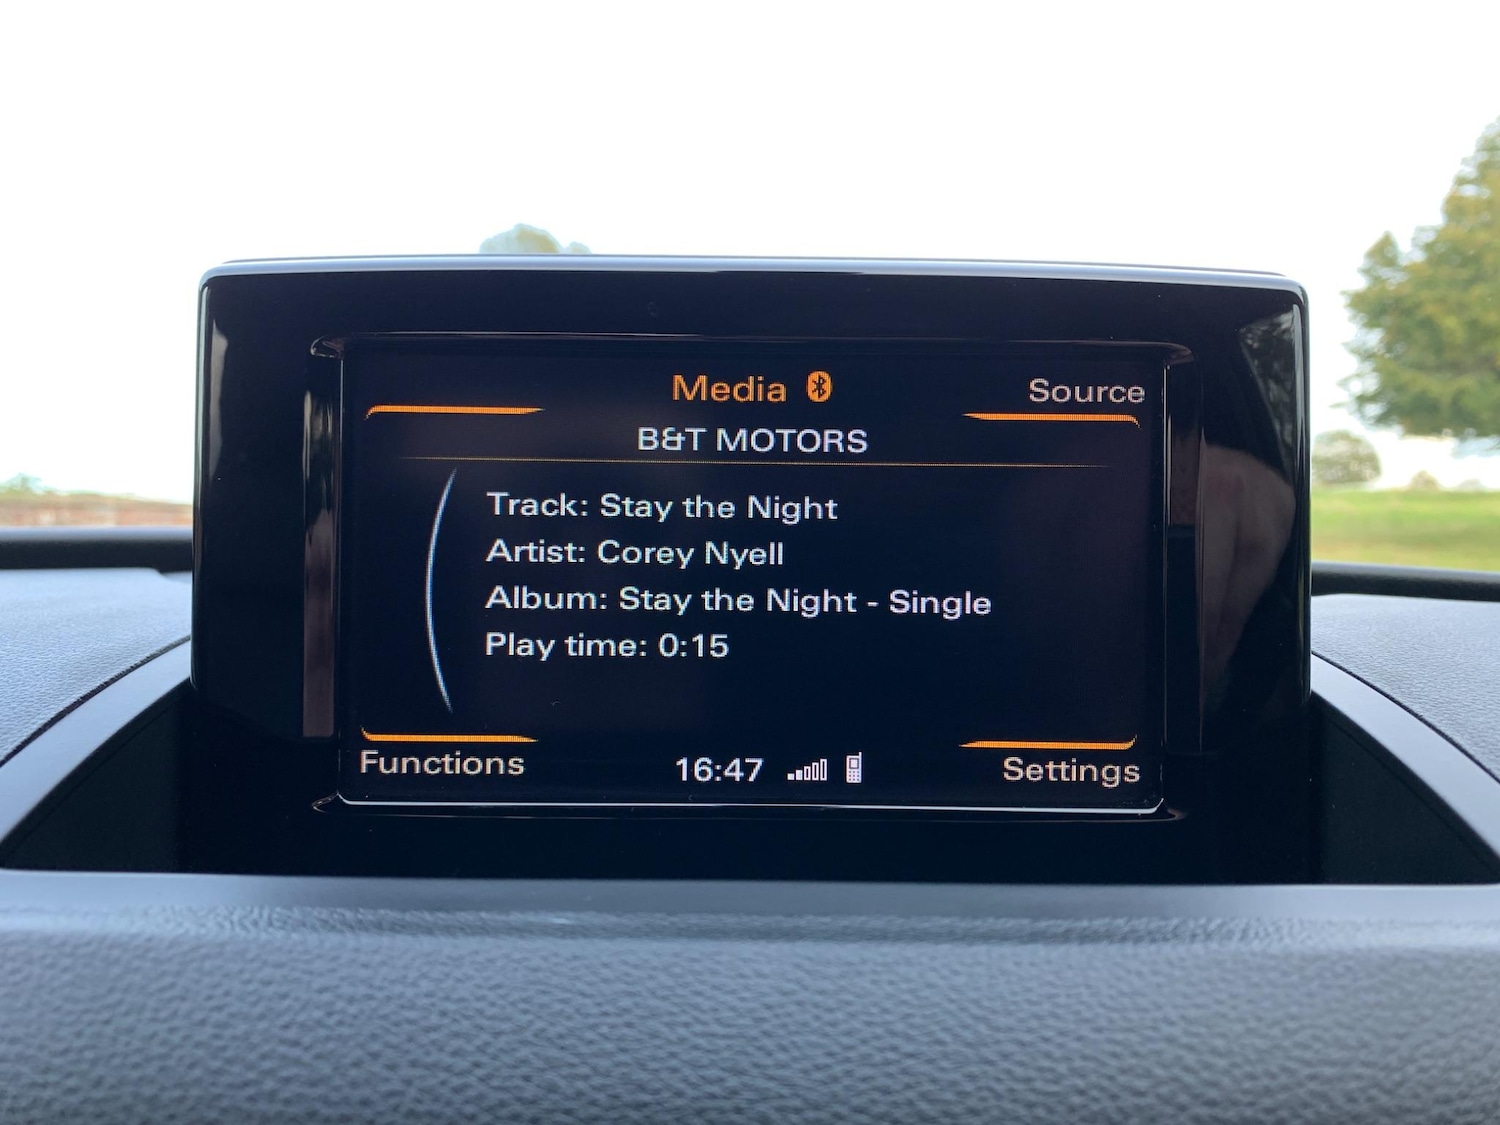 Media
Source
B&T MOTORS
Track: Stay the Night
Artist: Corey Nyell
Album: Stay the Night - Single
Play time: 0:15
Functions
16:47
Settings